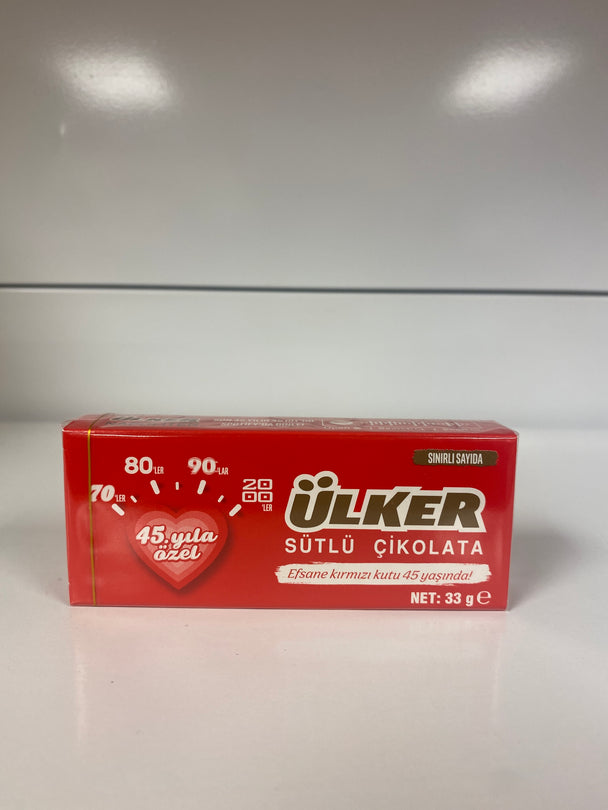 SINIRLI SAYIDA
70'LER
80'LER
90'LAR
2000'LER
45. yıla
özel
ÜLKER
SÜTLÜ ÇİKOLATA
Efsane kırmızı kutu 45 yaşında!
NET: 33 g e